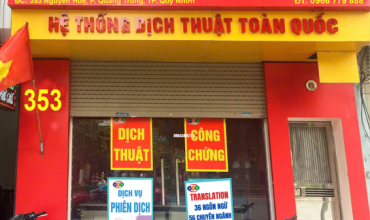 ĐC: 353 Nguyễn Huệ, P. Quang Trung, TP. Quy Nhơn
ĐT: 0966 779 888
HỆ THỐNG DỊCH THUẬT TOÀN QUỐC
353
DỊCH
THUẬT
CÔNG
CHỨNG
DỊCH VỤ
PHIÊN DỊCH
TRANSLATION
36 NGÔN NGỮ
56 CHUYÊN NGÀNH